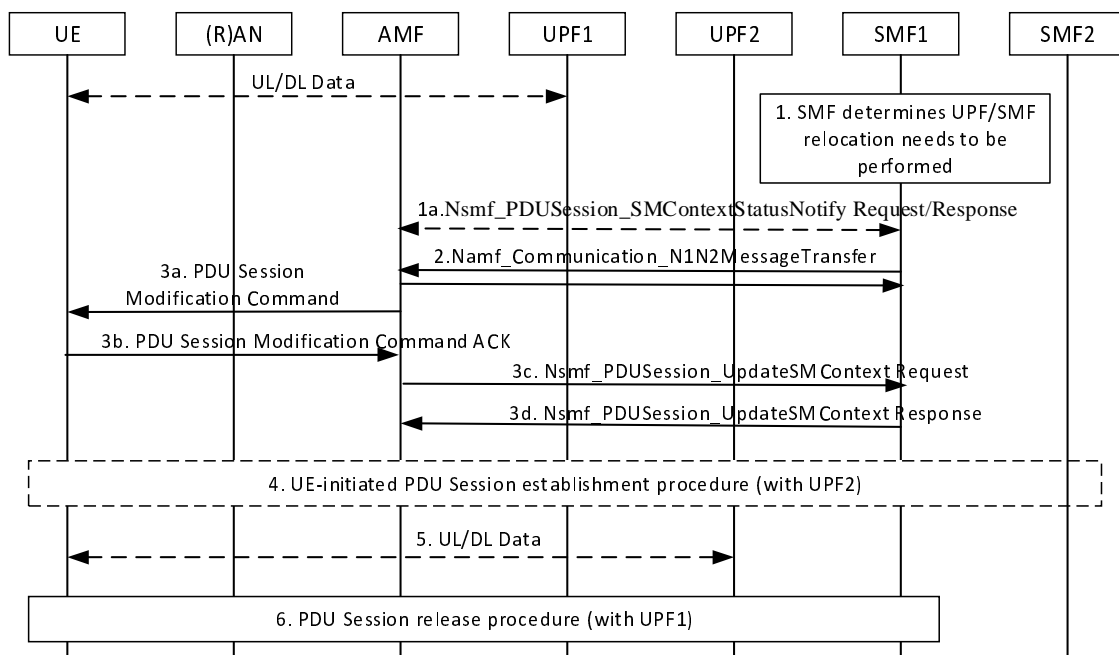 UE
(R)AN
AMF
UPF1
UPF2
SMF1
SMF2
UL/DL Data
1. SMF determines UPF/SMF
relocation needs to be
performed
1a.Nsmf_PDUSession_SMContextStatusNotify Request/Response
2.Namf_Communication_N1N2MessageTransfer
3a. PDU Session
Modification Command
3b. PDU Session Modification Command ACK
3c. Nsmf_PDUSession_UpdateSMContext Request
3d. Nsmf_PDUSession_UpdateSMContext Response
4. UE-initiated PDU Session establishment procedure (with UPF2)
5. UL/DL Data
6. PDU Session release procedure (with UPF1)